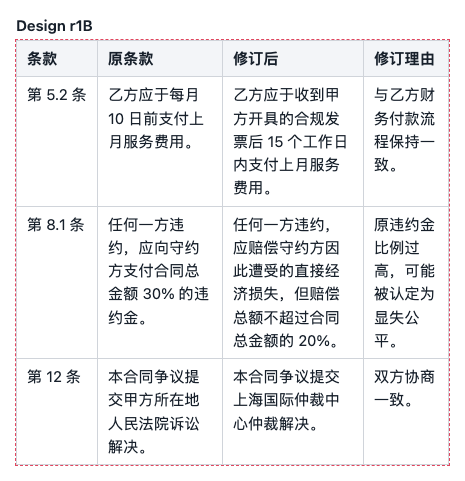 Design r1B
条款 原条款 修订后 修订理由
第 5.2 条
乙方应于每月
10 日前支付上
月服务费用。
乙方应于收到甲
方开具的合规发
票后 15 个工作日
内支付上月服务
费用。
与乙方财
务付款流
程保持一
致。
第 8.1 条
任何一方违
约，应向守约
方支付合同总
金额 30% 的违
约金。
任何一方违约，
应赔偿守约方因
此遭受的直接经
济损失，但赔偿
总额不超过合同
总金额的 20%。
原违约金
比例过
高，可能
被认定为
显失公
平。
第 12 条
本合同争议提
交甲方所在地
人民法院诉讼
解决。
本合同争议提交
上海国际仲裁中
心仲裁解决。
双方协商
一致。